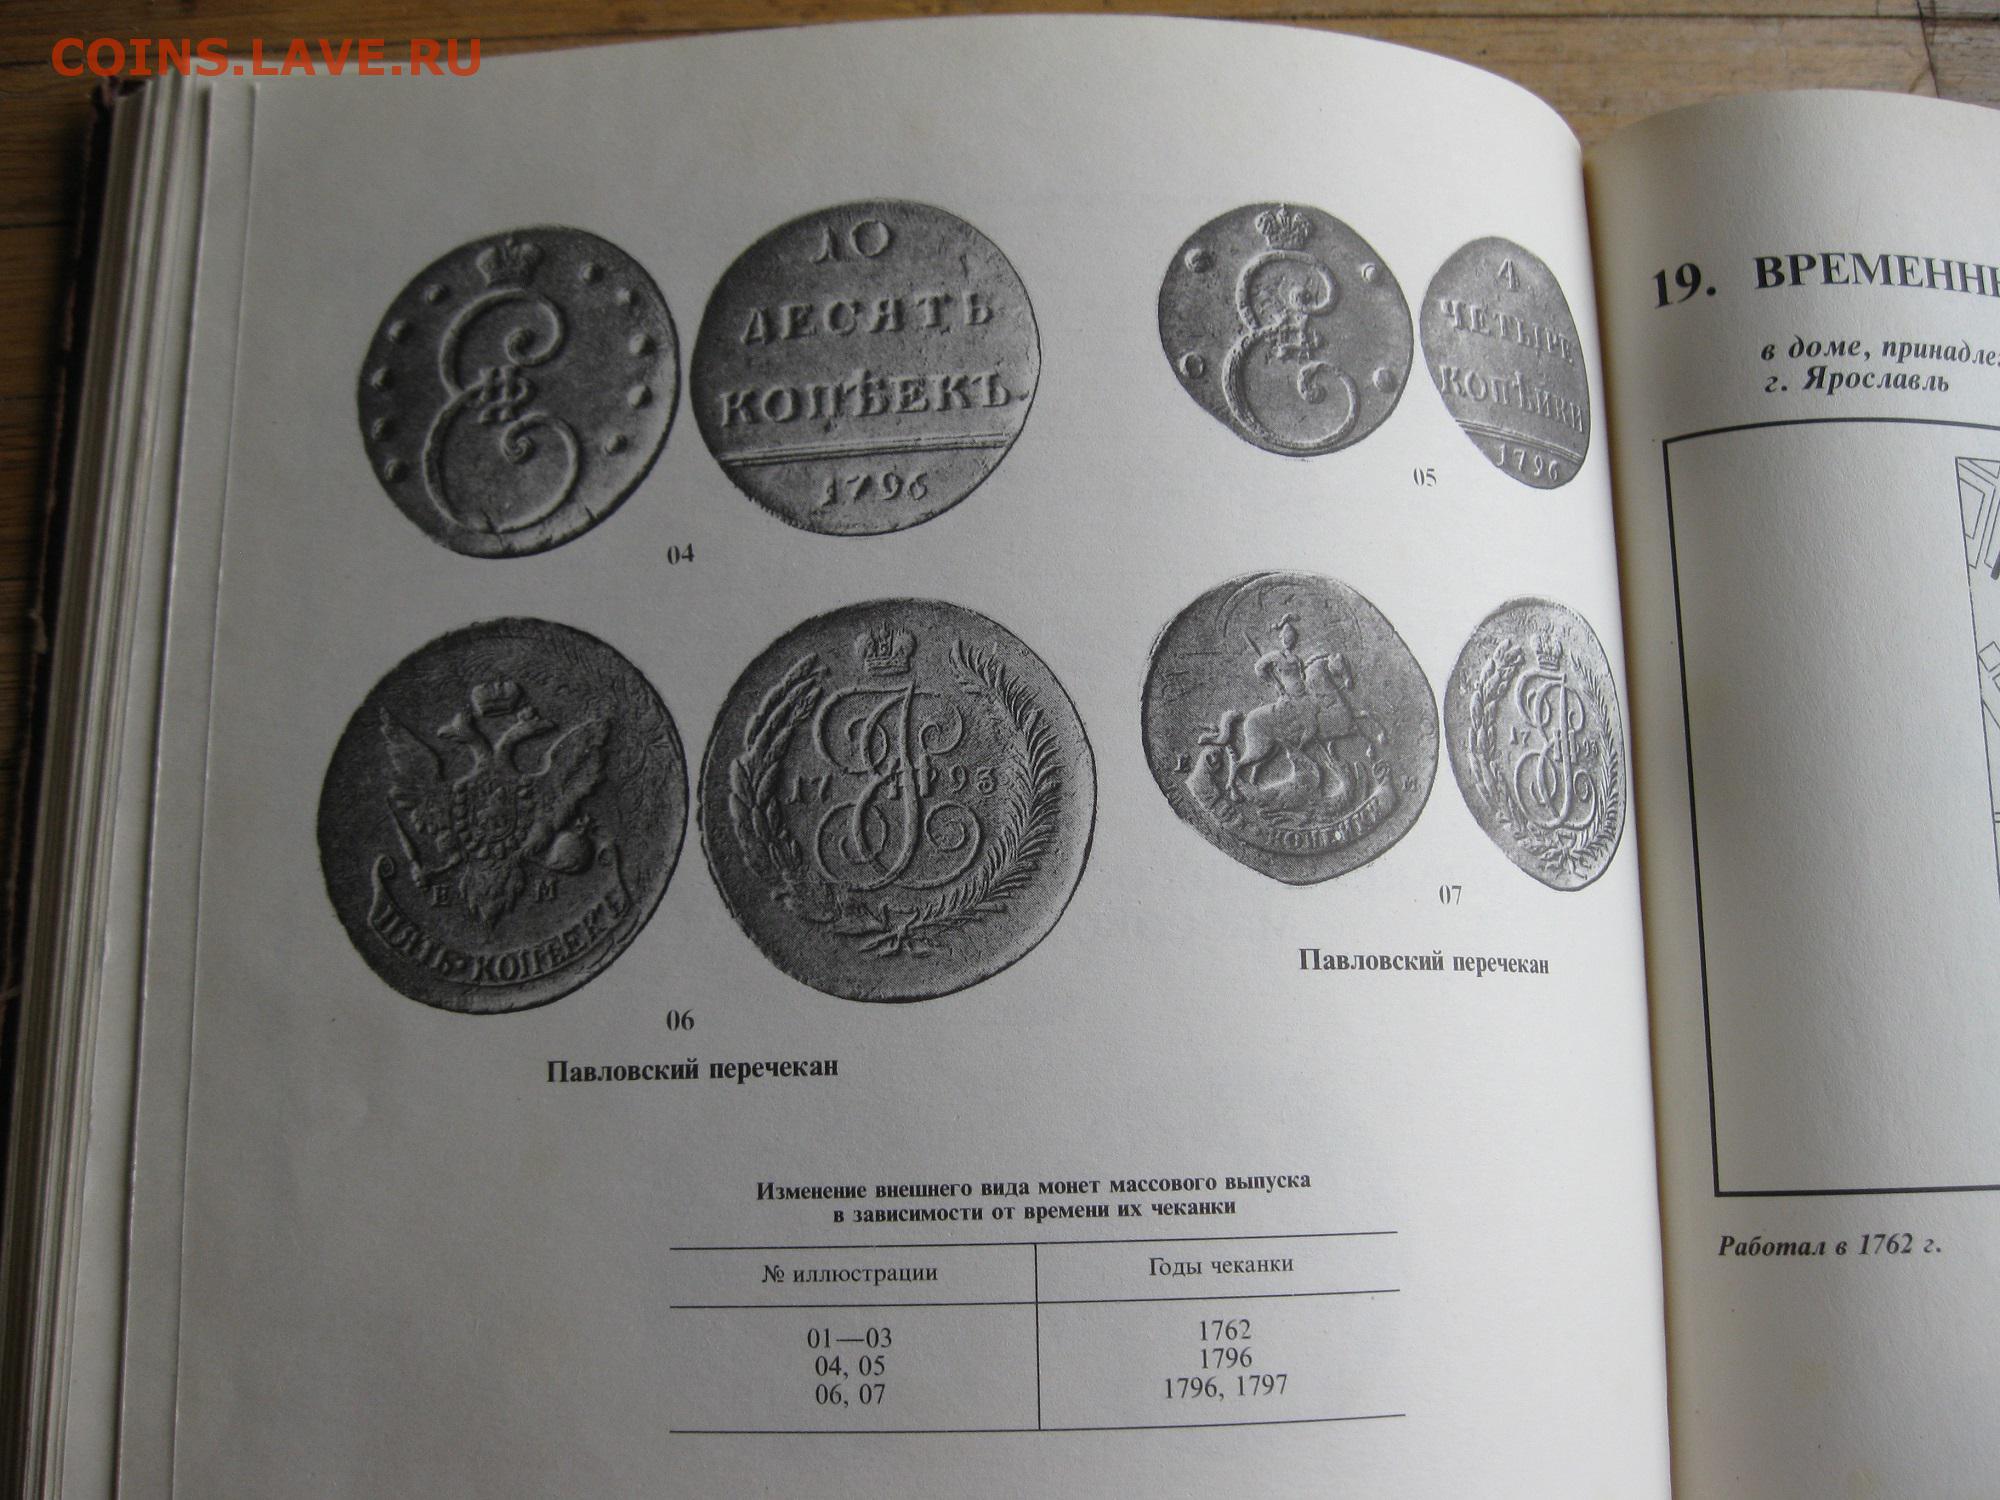 COINS.LAVE.RU
10
ДЕСЯТЬ
КОПѢЕКЪ
1796
04
4
ЧЕТЫРЕ
КОПѢЙКИ
1796
05
Е М
ПЯТЬ·КОПѢЕКЪ
17 93
06
Павловский перечекан
Е М
17 93
07
Павловский перечекан
Изменение внешнего вида монет массового выпуска
в зависимости от времени их чеканки
№ иллюстрации Годы чеканки
01—03 1762
04, 05 1796
06, 07 1796, 1797
19.
в доме,
г. Ярославль
Работал в 1762 г.